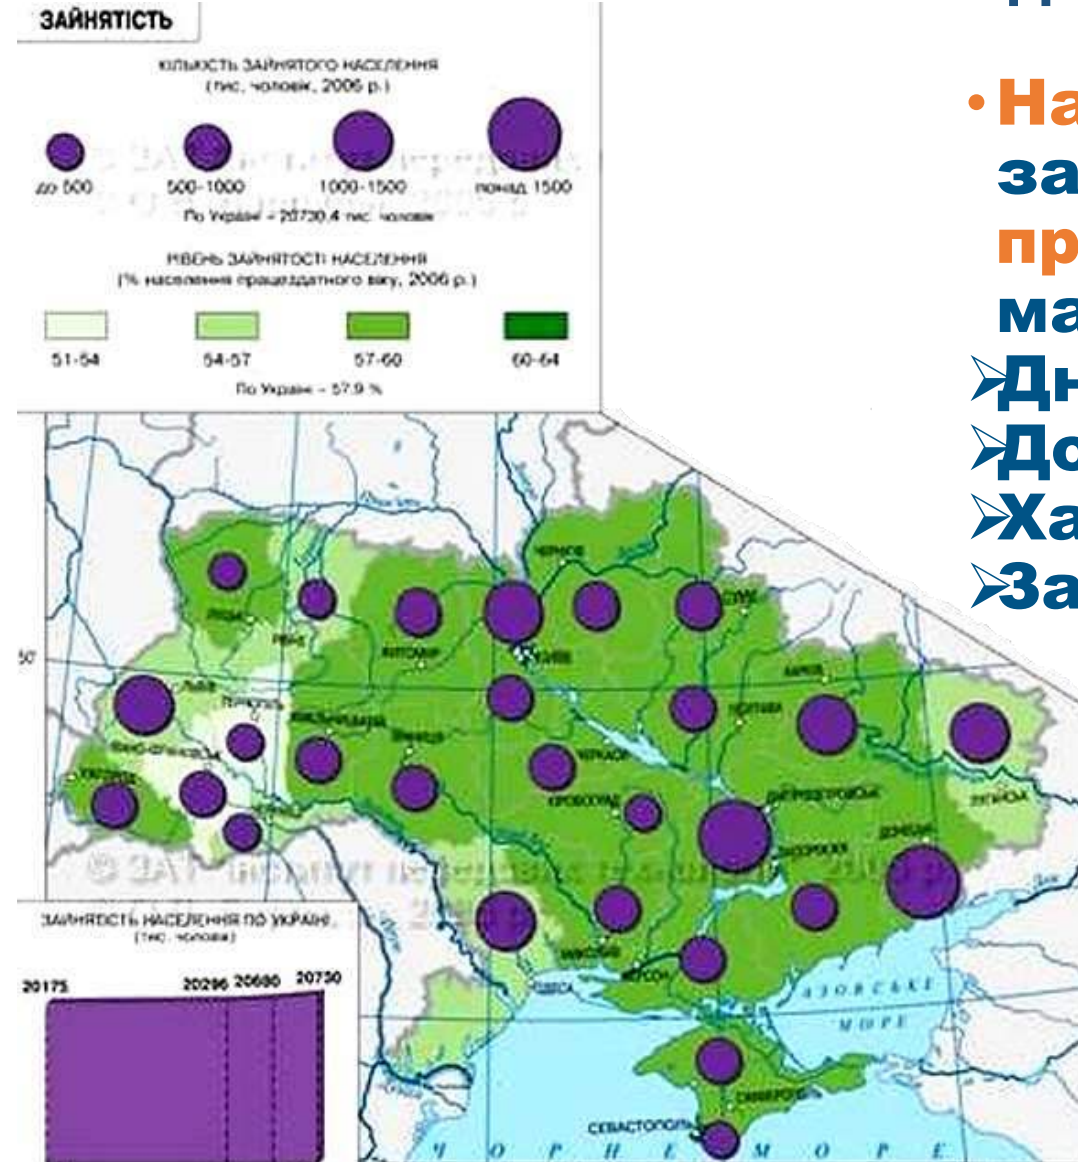 ЗАЙНЯТІСТЬ
КІЛЬКІСТЬ ЗАЙНЯТОГО НАСЕЛЕННЯ
(тис. чоловік, 2006 р.)
до 500
500-1000
1000-1500
понад 1500
По Україні – 20730,4 тис. чоловік
РІВЕНЬ ЗАЙНЯТОСТІ НАСЕЛЕННЯ
(% населення працездатного віку, 2006 р.)
51-54
54-57
57-60
60-64
По Україні – 57,9 %
• На
за
пр
ма
Дн
До
Ха
За
ЧЕРНІГІВ
СУМИ
ЛУЦЬК
РІВНЕ
ЖИТОМИР
КИЇВ
50°
ЛЬВІВ
ТЕРНОПІЛЬ
ХМЕЛЬНИЦЬКИЙ
ВІННИЦЯ
ПОЛТАВА
ХАРКІВ
ІВАНО-ФРАНКІВСЬК
УЖГОРОД
ЧЕРНІВЦІ
ЧЕРКАСИ
КІРОВОГРАД
ДНІПРОПЕТРОВСЬК
ЛУГАНСЬК
ДОНЕЦЬК
ЗАПОРІЖЖЯ
МИКОЛАЇВ
ХЕРСОН
ОДЕСА
Дон
АЗОВСЬКЕ
МОРЕ
СІМФЕРОПОЛЬ
СЕВАСТОПОЛЬ
ЧОРНЕ МОРЕ
ЗАЙНЯТІСТЬ НАСЕЛЕННЯ ПО УКРАЇНІ,
(тис. чоловік)
20175
20296 20680 20730